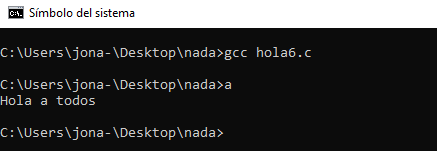 Símbolo del sistema
C:\Users\jona-\Desktop\nada>gcc hola6.c
C:\Users\jona-\Desktop\nada>a
Hola a todos
C:\Users\jona-\Desktop\nada>